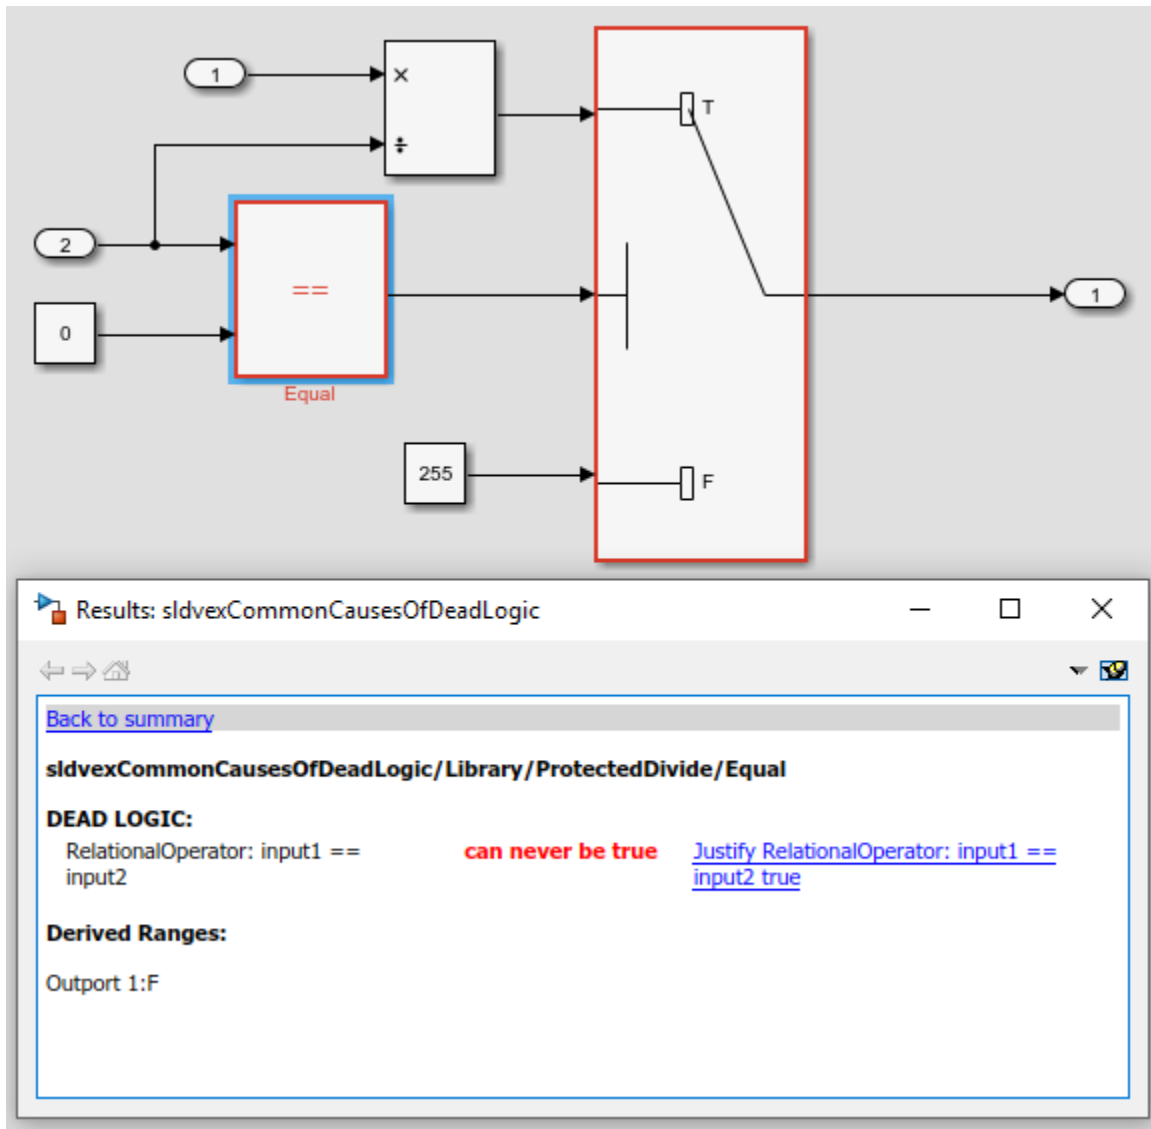 1
×
÷
T
2
==
1
0
Equal
255
F
Results: sldvexCommonCausesOfDeadLogic
Back to summary
sldvexCommonCausesOfDeadLogic/Library/ProtectedDivide/Equal
DEAD LOGIC:
RelationalOperator: input1 == can never be true Justify RelationalOperator: input1 ==
input2 input2 true
Derived Ranges:
Outport 1:F